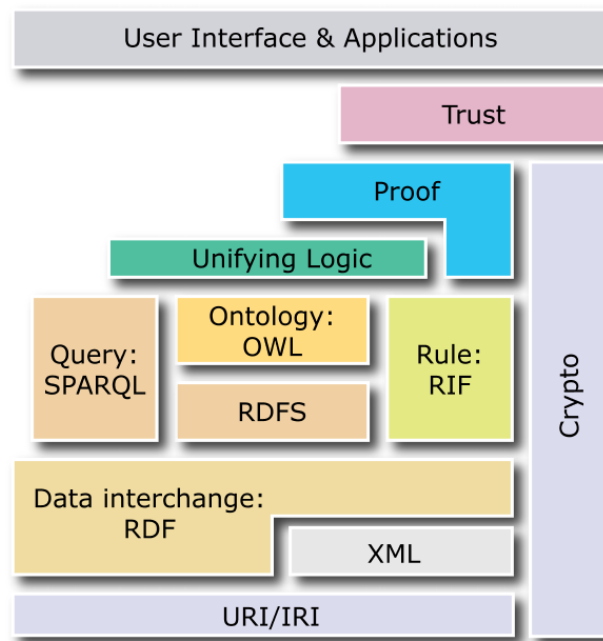 User Interface & Applications
Trust
Proof
Unifying Logic
Query:
SPARQL
Ontology:
OWL
Rule:
RIF
RDFS
Crypto
Data interchange:
RDF
XML
URI/IRI